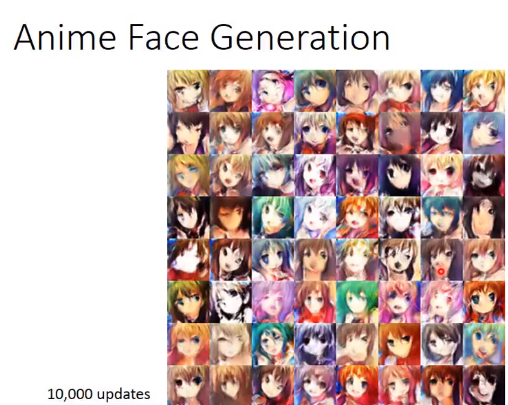 Anime Face Generation
10,000 updates